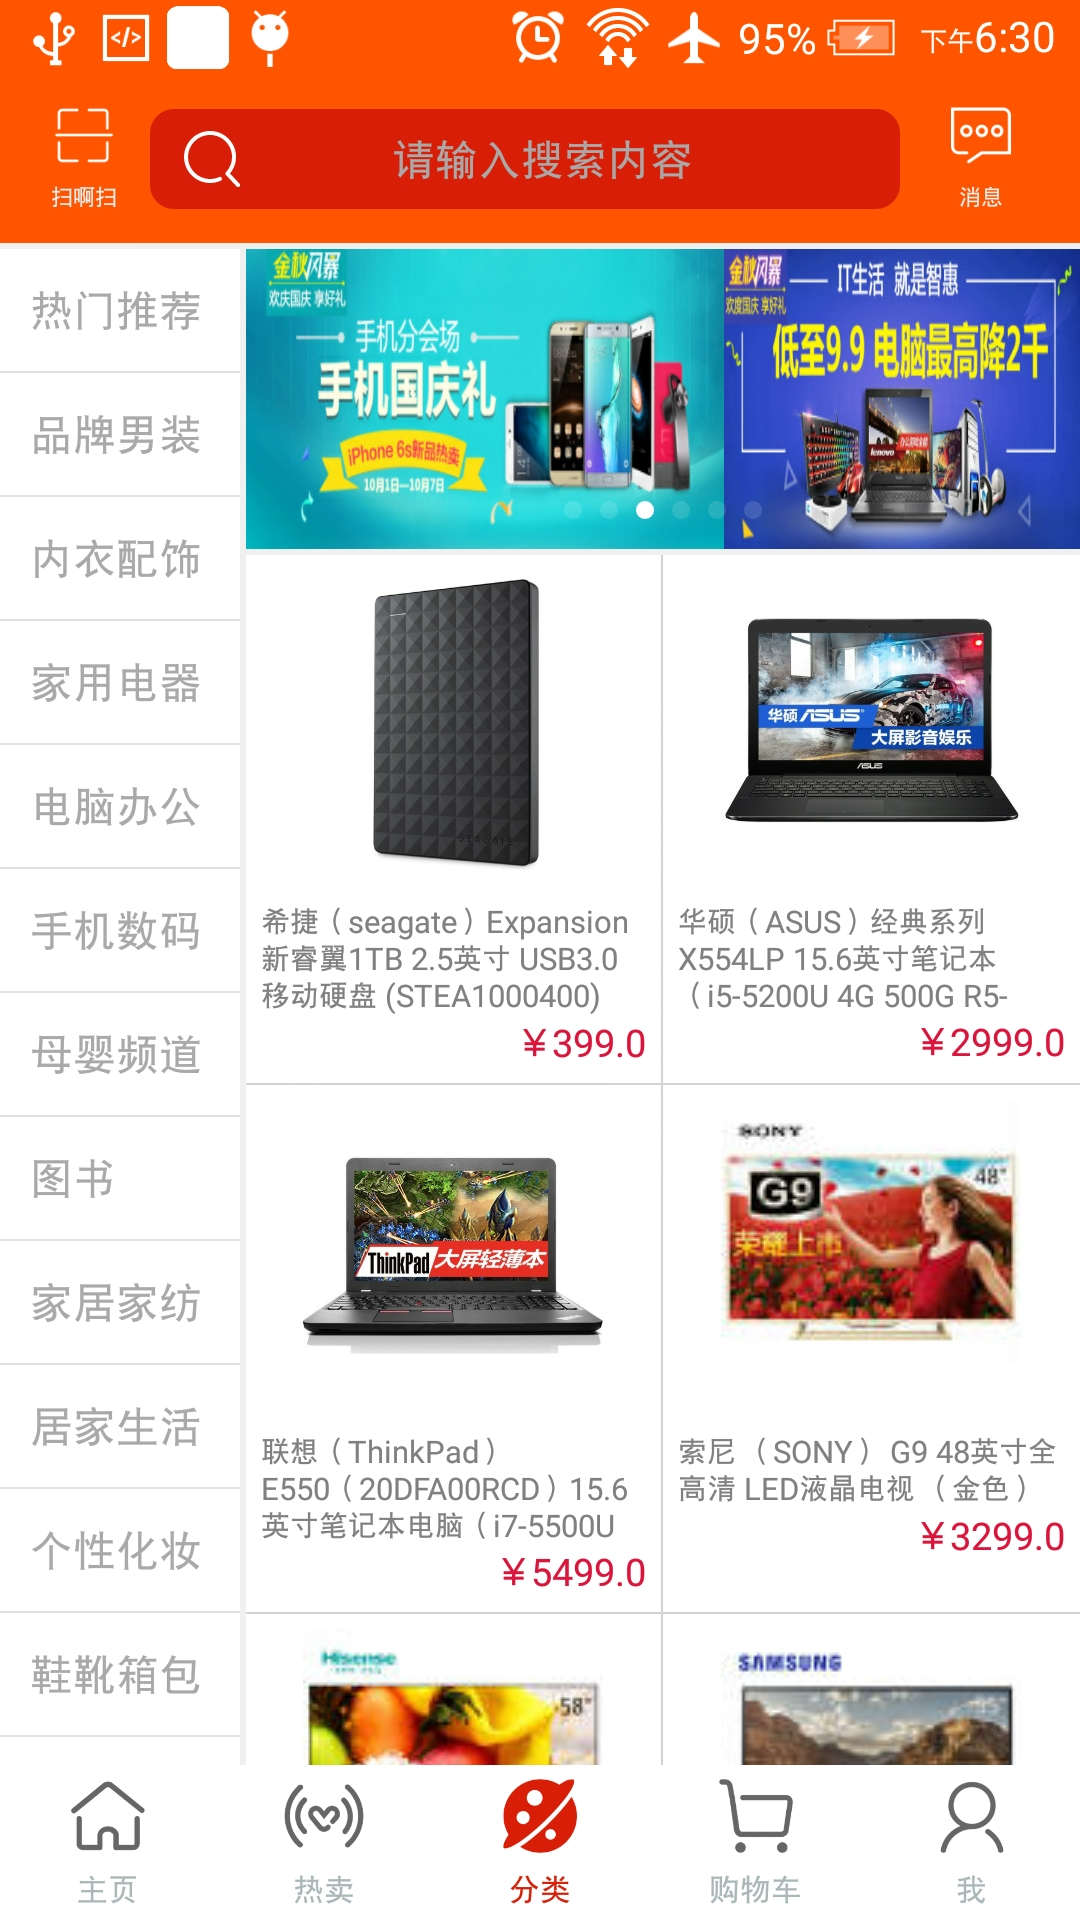 95% 下午6:30
扫啊扫
请输入搜索内容
消息
热门推荐
品牌男装
内衣配饰
家用电器
电脑办公
手机数码
母婴频道
图书
家居家纺
居家生活
个性化妆
鞋靴箱包
金秋风暴
欢庆国庆 享好礼
手机分会场
手机国庆礼
iPhone 6s新品热卖
10月1日—10月7日
金秋风暴
欢度国庆 享好礼
IT生活 就是智惠
低至9.9 电脑最高降2千
lenovo
SEAGATE
希捷（seagate）Expansion
新睿翼1TB 2.5英寸 USB3.0
移动硬盘 (STEA1000400)
￥399.0
华硕 ASUS
大屏影音娱乐
ASUS
华硕（ASUS）经典系列
X554LP 15.6英寸笔记本
（i5-5200U 4G 500G R5-
￥2999.0
ThinkPad 大屏轻薄本
联想（ThinkPad）
E550（20DFA00RCD）15.6
英寸笔记本电脑（i7-5500U
￥5499.0
SONY
48"
G9
荣耀上市
索尼 （SONY） G9 48英寸全
高清 LED液晶电视 （金色）
￥3299.0
Hisense
58"
SAMSUNG
主页
热卖
分类
购物车
我